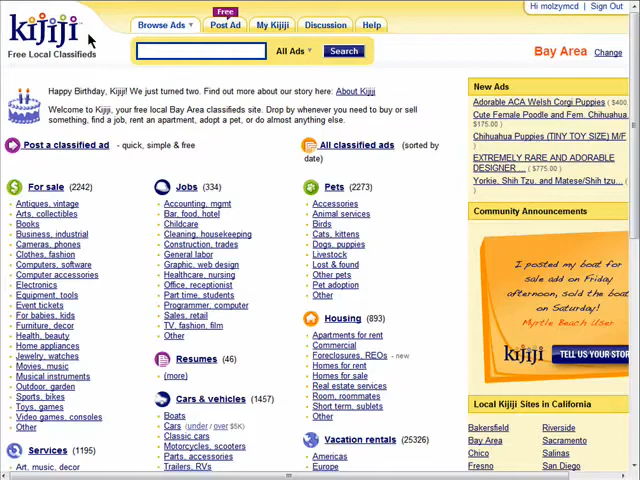 Hi molzymcd | Sign Out
kijiji
Free Local Classifieds
Browse Ads
Free
Post Ad
My Kijiji
Discussion
Help
All Ads
Search
Bay Area Change
Happy Birthday, Kijiji! We just turned two. Find out more about our story here: About Kijiji
Welcome to Kijiji, your free local Bay Area classifieds site. Drop by whenever you need to buy or sell
something, find a job, rent an apartment, adopt a pet, or do almost anything else.
Post a classified ad - quick, simple & free
All classified ads (sorted by
date)
For sale (2242)
Antiques, vintage
Arts, collectibles
Books
Business, industrial
Cameras, phones
Clothes, fashion
Computers, software
Computer accessories
Electronics
Equipment, tools
Event tickets
For babies, kids
Furniture, decor
Health, beauty
Home appliances
Jewelry, watches
Movies, music
Musical instruments
Outdoor, garden
Sports, bikes
Toys, games
Video games, consoles
Other
Services (1195)
Art, music, decor
Jobs (334)
Accounting, mgmt
Bar, food, hotel
Childcare
Cleaning, housekeeping
Construction, trades
General labor
Graphic, web design
Healthcare, nursing
Office, receptionist
Part time, students
Programmer, computer
Sales, retail
TV, fashion, film
Other
Resumes (46)
(more)
Cars & vehicles (1457)
Boats
Cars (under / over $5K)
Classic cars
Motorcycles, scooters
Parts, accessories
Trailers, RVs
Pets (2273)
Accessories
Animal services
Birds
Cats, kittens
Dogs, puppies
Livestock
Lost & found
Other pets
Pet adoption
Other
Housing (893)
Apartments for rent
Commercial
Foreclosures, REOs - new
Homes for rent
Homes for sale
Real estate services
Room, roommates
Short term, sublets
Other
Vacation rentals (25326)
Americas
Europe
New Ads
Adorable ACA Welsh Corgi Puppies ( $400.
Cute Female Poodle and Fem. Chihuahua
$175.00 )
Chihuahua Puppies (TINY TOY SIZE) M/F (
)
EXTREMELY RARE AND ADORABLE
DESIGNER ... ( $775.00 )
Yorkie, Shih Tzu, and Matese/Shih tzu... (
)
Community Announcements
I posted my boat for
sale add on Friday
afternoon, sold the boat
on Saturday!
Myrtle Beach User
kijiji
TELL US YOUR STOR
Local Kijiji Sites in California
Bakersfield
Riverside
Bay Area
Sacramento
Chico
Salinas
Fresno
San Diego